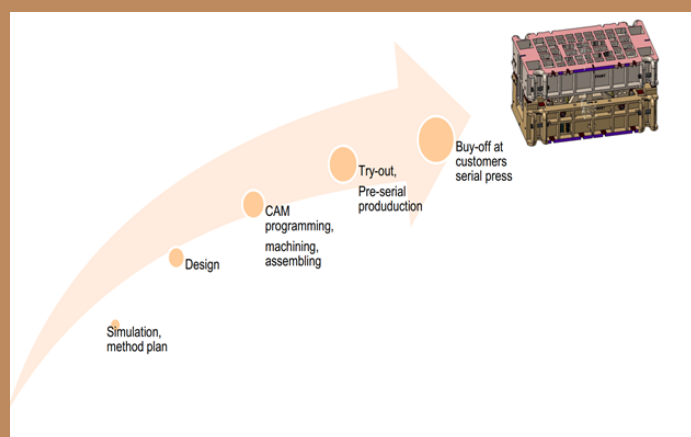 Simulation,
method plan
Design
CAM
programming,
machining,
assembling
Try-out,
Pre-serial
produduction
Buy-off at
customers
serial press